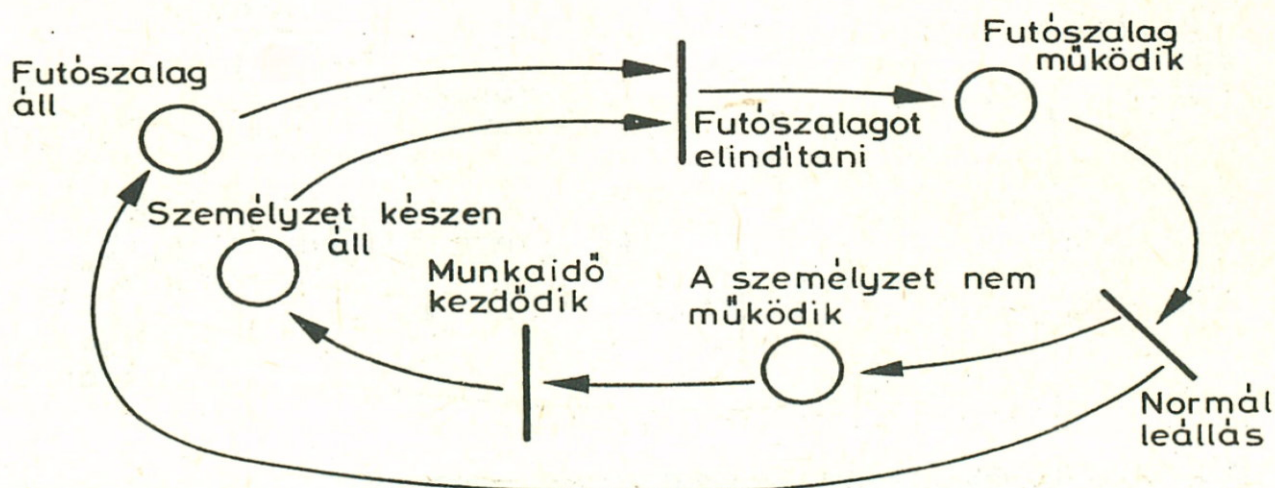 Futószalag
áll
Futószalag
működik
Futószalagot
elindítani
Személyzet készen
áll
Munkaidő
kezdődik
A személyzet nem
működik
Normál
leállás